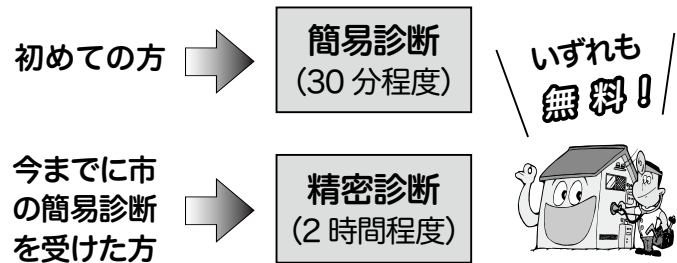 初めての方
簡易診断
(30 分程度)
いずれも
無料!
今までに市
の簡易診断
を受けた方
精密診断
(2 時間程度)